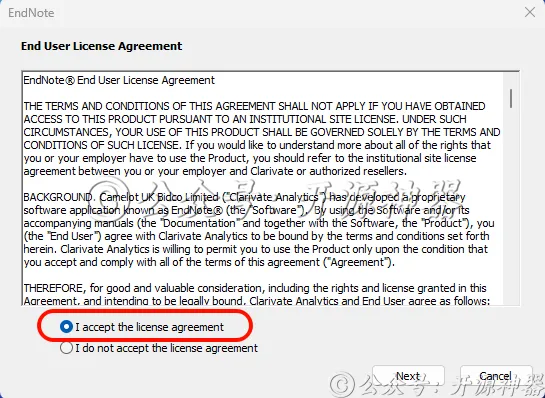 EndNote
End User License Agreement
EndNote® End User License Agreement
THE TERMS AND CONDITIONS OF THIS AGREEMENT SHALL NOT APPLY IF YOU HAVE OBTAINED
ACCESS TO THIS PRODUCT PURSUANT TO AN INSTITUTIONAL SITE LICENSE. UNDER SUCH
CIRCUMSTANCES, YOUR USE OF THIS PRODUCT SHALL BE GOVERNED SOLELY BY THE TERMS AND
CONDITIONS OF SUCH LICENSE. If you would like to understand more about all of the rights that
you or your employer have to use the Product, you should refer to the institutional site license
agreement between you or your employer and Clarivate or authorized resellers.
BACKGROUND. Camelot UK Bidco Limited ("Clarivate Analytics") has developed a proprietary
software application known as EndNote® (the "Software"). By using the Software and/or its
accompanying manuals (the "Documentation" and together with the Software, the "Product"), you
(the "End User") agree with Clarivate Analytics to be bound by the terms and conditions set forth
herein. Clarivate Analytics is willing to permit you to use the Product only upon the condition that
you accept and comply with all of the terms of this agreement ("Agreement").
THEREFORE, for good and valuable consideration, including the rights and license granted in this
Agreement, and intending to be legally bound, Clarivate Analytics and End User agree as follows:
公众号·开源神器
I accept the license agreement
I do not accept the license agreement
Next
Cancel
公众号：开源神器